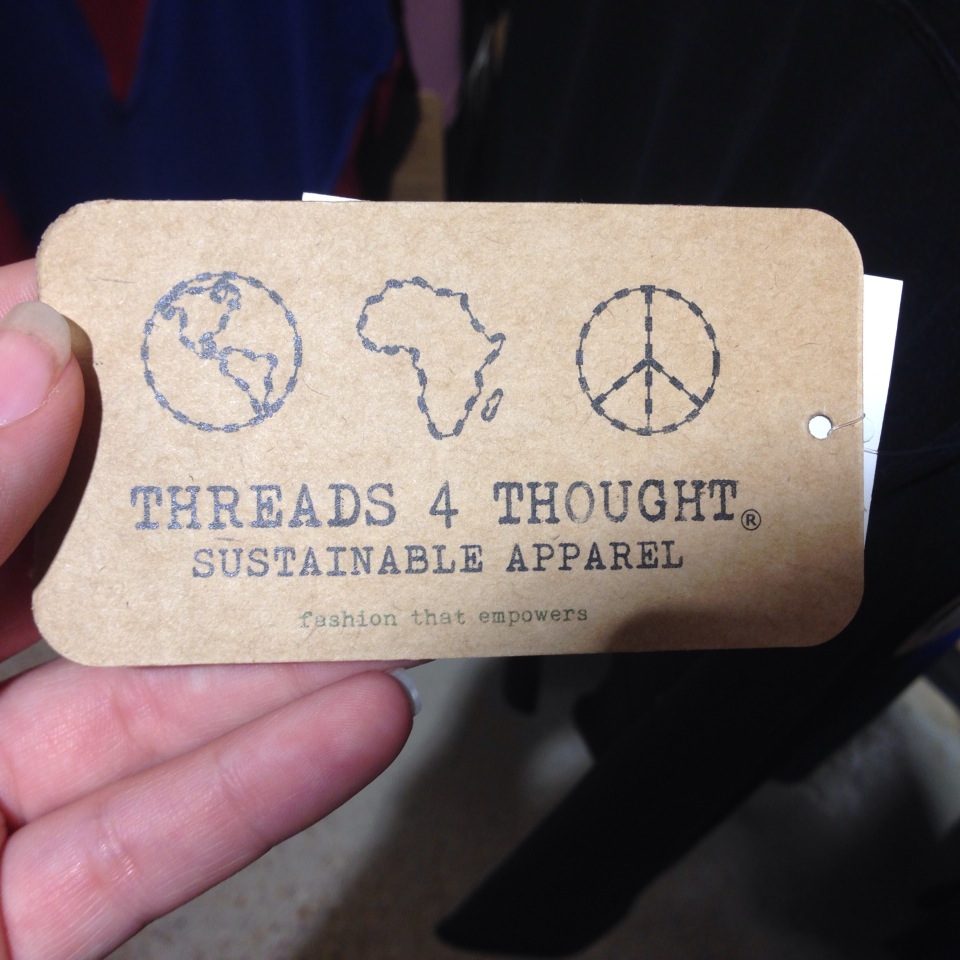 THREADS 4 THOUGHT®
SUSTAINABLE APPAREL
fashion that empowers